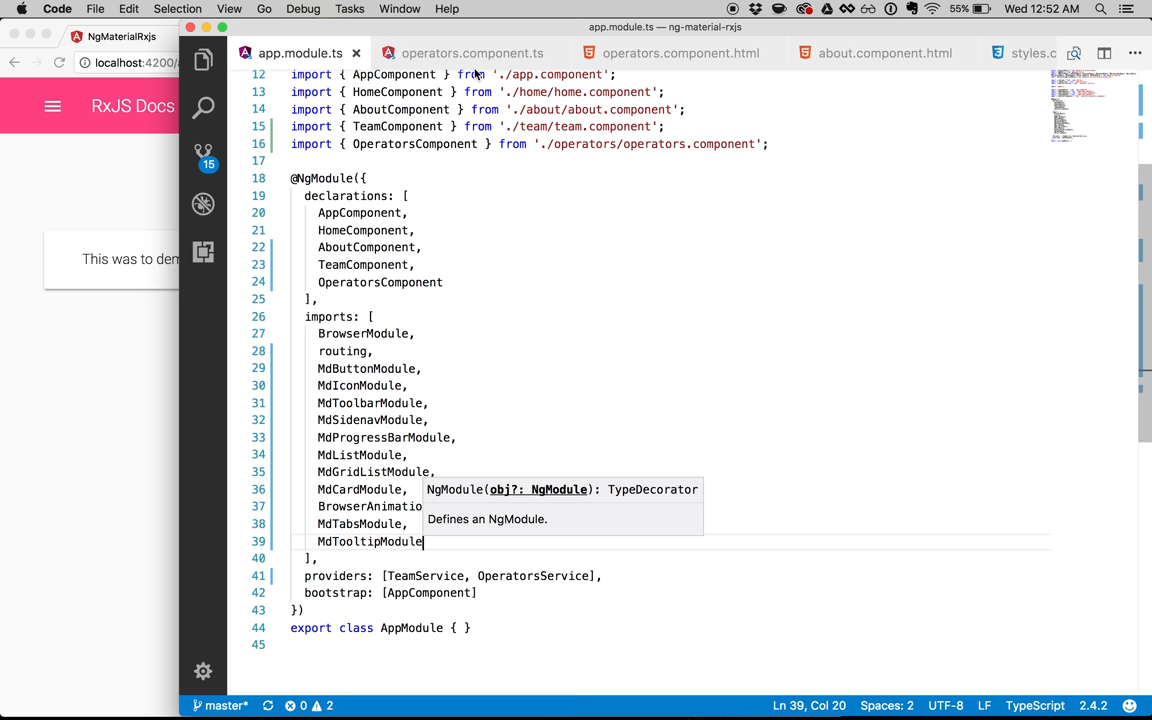 Code File Edit Selection View Go Debug Tasks Window Help 55% Wed 12:52 AM
app.module.ts — ng-material-rxjs
NgMaterialRxjs
localhost:4200/
RxJS Docs
This was to dem
15
app.module.ts operators.component.ts operators.component.html about.component.html styles.c
12 import { AppComponent } from './app.component';
13 import { HomeComponent } from './home/home.component';
14 import { AboutComponent } from './about/about.component';
15 import { TeamComponent } from './team/team.component';
16 import { OperatorsComponent } from './operators/operators.component';
17
18 @NgModule({
19 declarations: [
20 AppComponent,
21 HomeComponent,
22 AboutComponent,
23 TeamComponent,
24 OperatorsComponent
25 ],
26 imports: [
27 BrowserModule,
28 routing,
29 MdButtonModule,
30 MdIconModule,
31 MdToolbarModule,
32 MdSidenavModule,
33 MdProgressBarModule,
34 MdListModule,
35 MdGridListModule,
36 MdCardModule,
37 BrowserAnimatio
38 MdTabsModule,
39 MdTooltipModule
40 ],
41 providers: [TeamService, OperatorsService],
42 bootstrap: [AppComponent]
43 })
44 export class AppModule { }
45
NgModule(obj?: NgModule): TypeDecorator
Defines an NgModule.
master* 0 2 Ln 39, Col 20 Spaces: 2 UTF-8 LF TypeScript 2.4.2